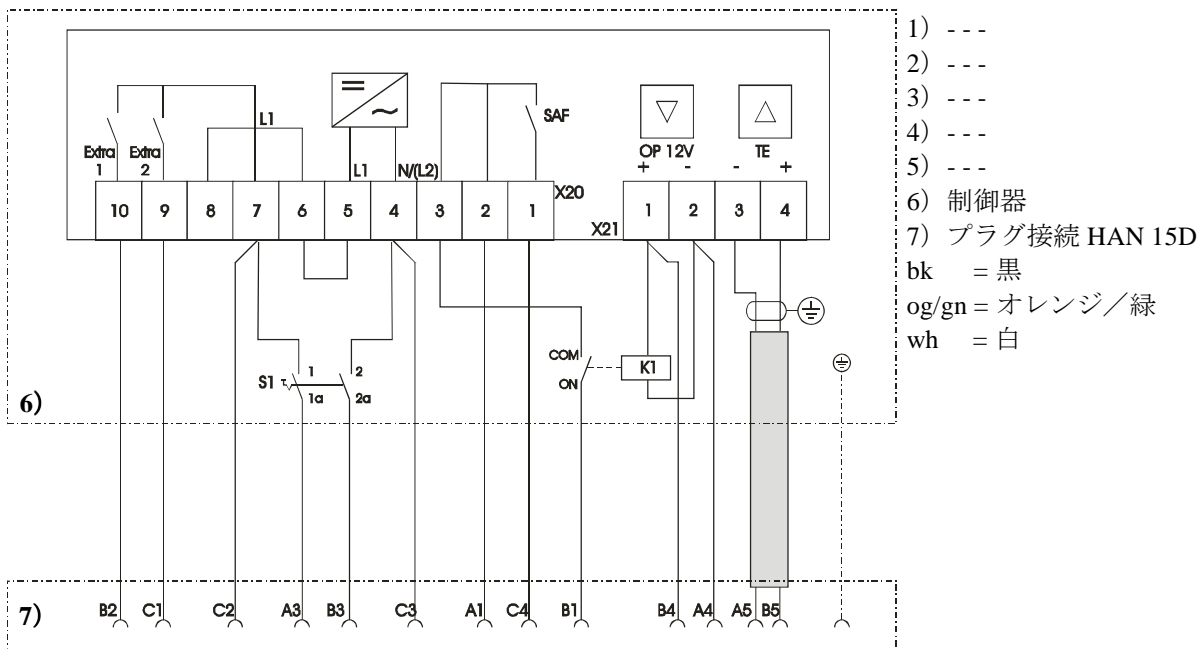 1) - - -
2) - - -
3) - - -
4) - - -
5) - - -
6) 制御器
7) プラグ接続 HAN 15D
bk = 黒
og/gn = オレンジ／緑
wh = 白
L1
SAF
Extra 1
Extra 2
OP 12V
TE
+ - - +
L1 N/(L2)
X20
10 9 8 7 6 5 4 3 2 1
X21
1 2 3 4
COM
ON
K1
S1
1 2
1a 2a
6)
7)
B2 C1 C2 A3 B3 C3 A1 C4 B1 B4 A4 A5 B5